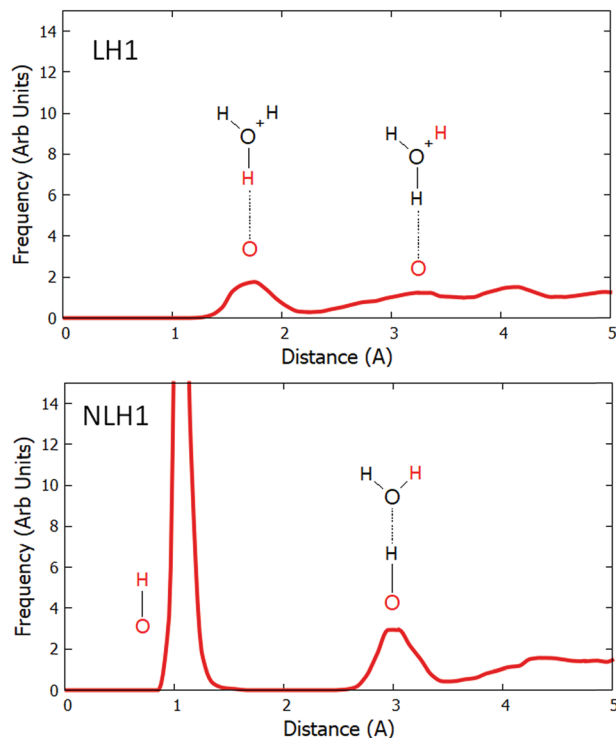 LH1
Frequency (Arb Units)
14
12
10
8
6
4
2
0
H H
O +
H
O
H H
O +
H
O
0 1 2 3 4 5
Distance (A)
NLH1
Frequency (Arb Units)
14
12
10
8
6
4
2
0
H
O
H H
O
H
O
0 1 2 3 4 5
Distance (A)